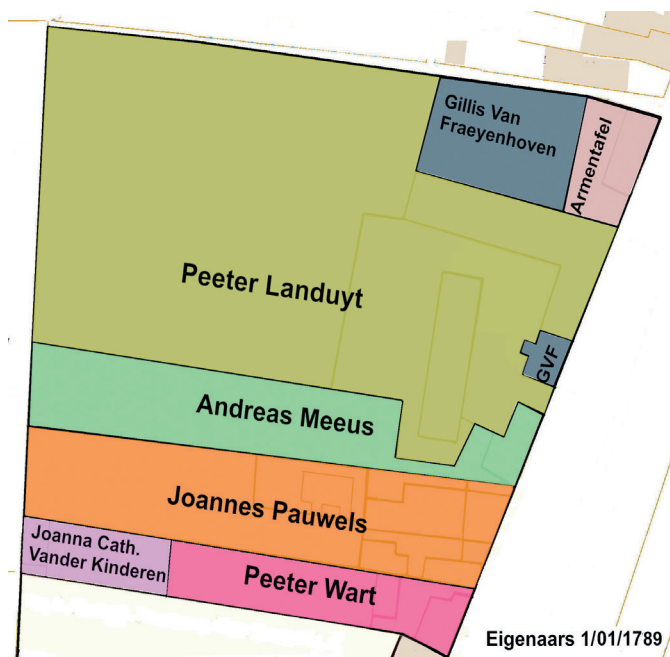 Gillis Van
Fraeyenhoven
Armentafel
Peeter Landuyt
GVF
Andreas Meeus
Joannes Pauwels
Joanna Cath.
Vander Kinderen
Peeter Wart
Eigenaars 1/01/1789